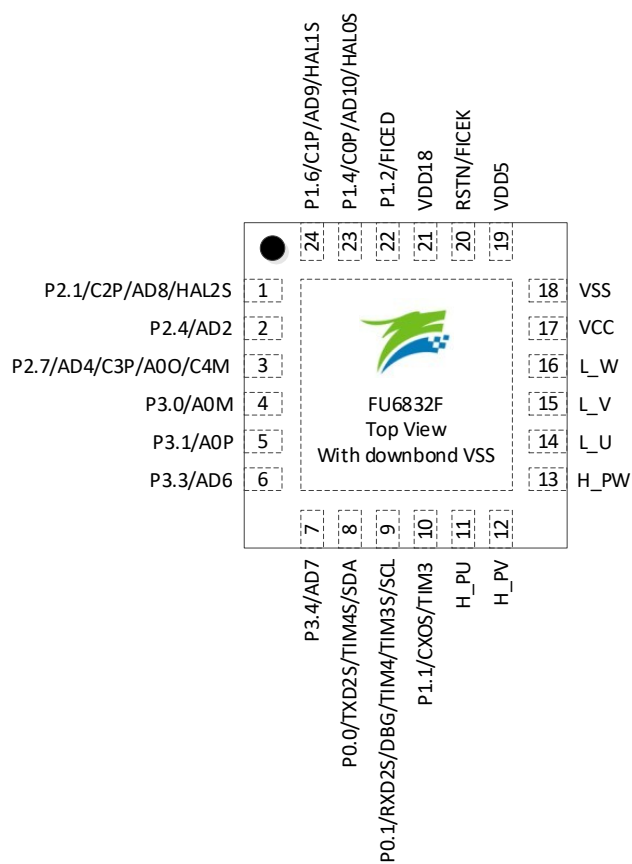 P1.6/C1P/AD9/HAL1S
P1.4/C0P/AD10/HAL0S
P1.2/FICED
VDD18
RSTN/FICEK
VDD5
24
23
22
21
20
19
P2.1/C2P/AD8/HAL2S
1
18
VSS
P2.4/AD2
2
17
VCC
P2.7/AD4/C3P/A0O/C4M
3
16
L_W
P3.0/A0M
4
15
L_V
P3.1/A0P
5
14
L_U
P3.3/AD6
6
13
H_PW
FU6832F
Top View
With downbond VSS
7
8
9
10
11
12
P3.4/AD7
P0.0/TXD2S/TIM4S/SDA
P0.1/RXD2S/DBG/TIM4/TIM3S/SCL
P1.1/CXOS/TIM3
H_PU
H_PV